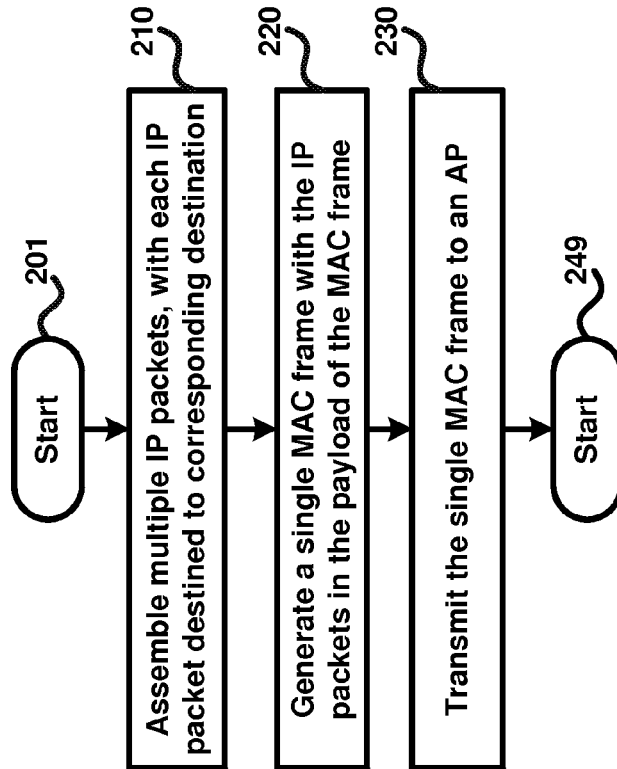 201
Start
210
Assemble multiple IP packets, with each IP
packet destined to corresponding destination
220
Generate a single MAC frame with the IP
packets in the payload of the MAC frame
230
Transmit the single MAC frame to an AP
249
Start